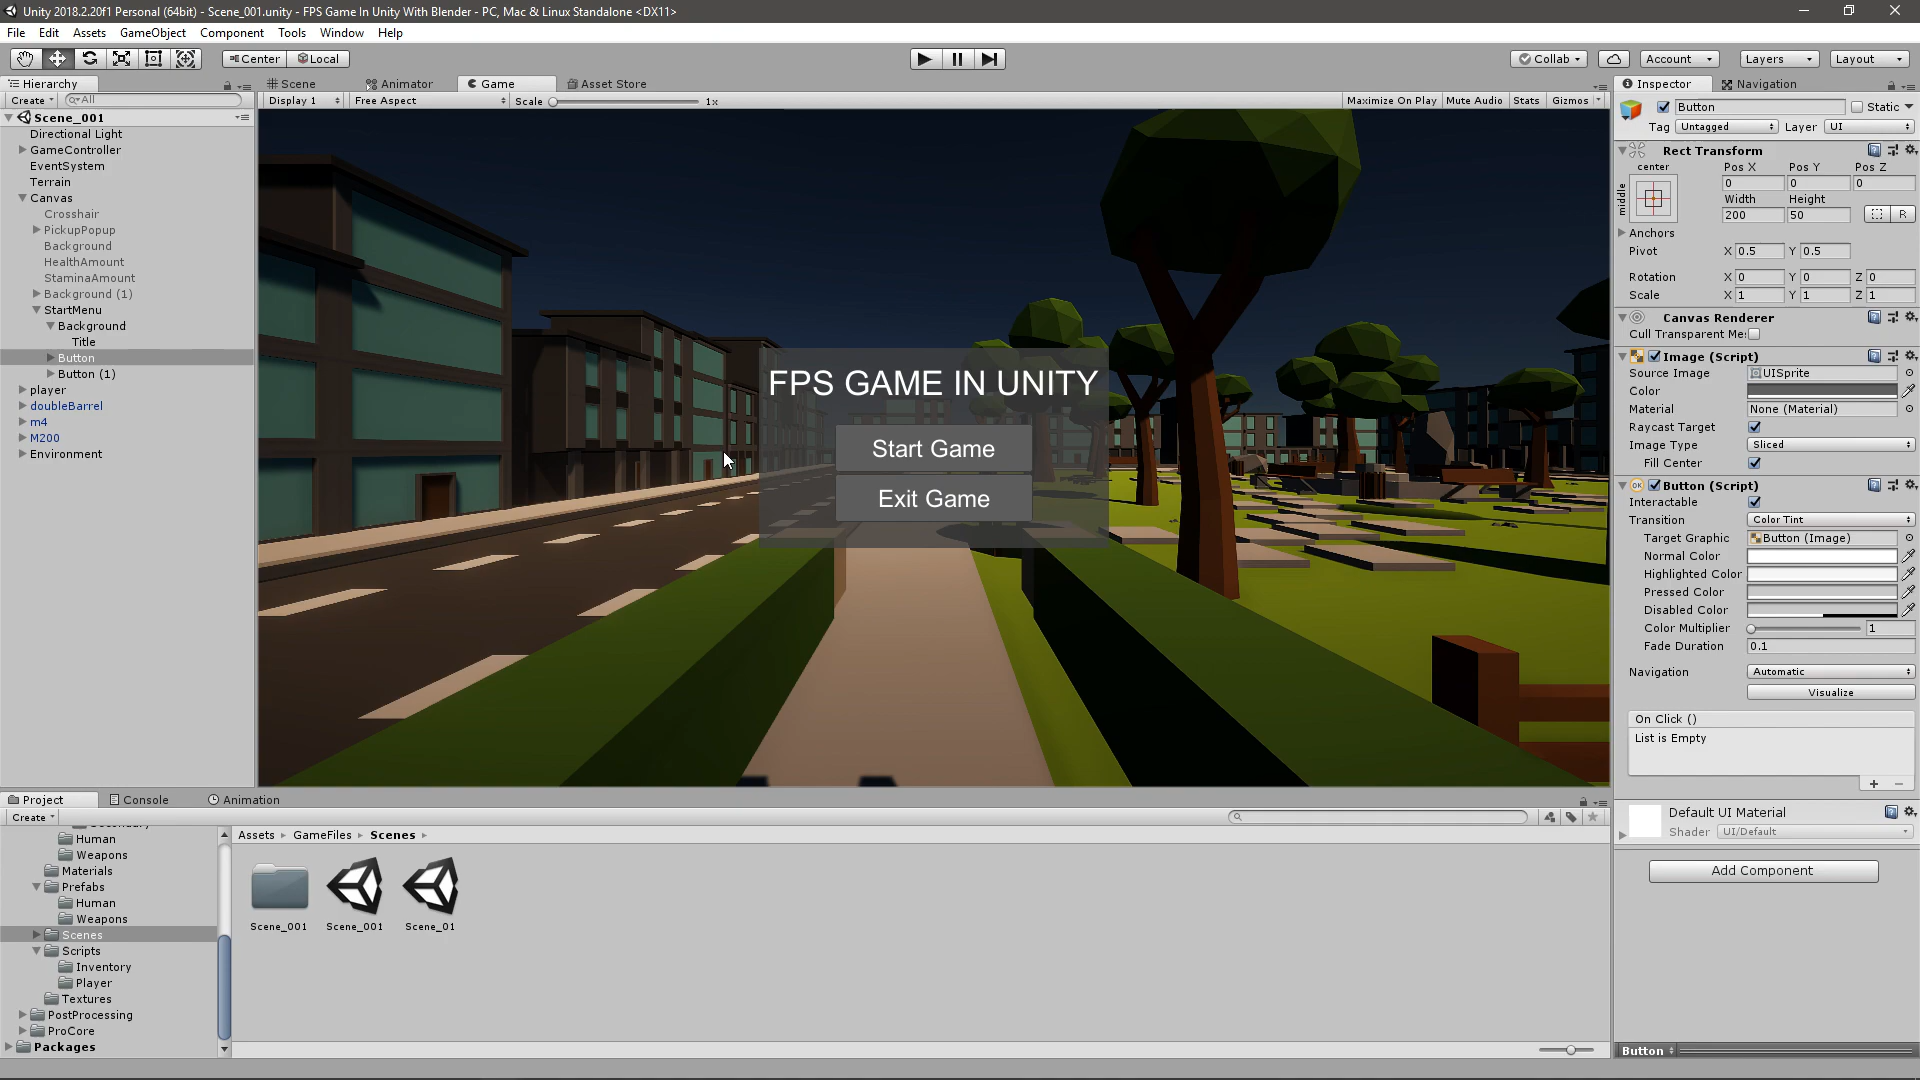 Unity 2018.2.20f1 Personal (64bit) - Scene_001.unity - FPS Game In Unity With Blender - PC, Mac & Linux Standalone <DX11>
File Edit Assets GameObject Component Tools Window Help
Center Local Collab Account Layers Layout
Hierarchy
Create All
Scene_001
Directional Light
GameController
EventSystem
Terrain
Canvas
Crosshair
PickupPopup
Background
HealthAmount
StaminaAmount
Background (1)
StartMenu
Background
Title
Button
Button (1)
player
doubleBarrel
m4
M200
Environment
Scene Animator Game Asset Store
Display 1 Free Aspect Scale 1x Maximize On Play Mute Audio Stats Gizmos
FPS GAME IN UNITY
Start Game
Exit Game
Inspector Navigation
Button Static
Tag Untagged Layer UI
Rect Transform
center Pos X Pos Y Pos Z
middle
0 0 0
Width Height
200 50 R
Anchors
Pivot X 0.5 Y 0.5
Rotation X 0 Y 0 Z 0
Scale X 1 Y 1 Z 1
Canvas Renderer
Cull Transparent Me
Image (Script)
Source Image UISprite
Color
Material None (Material)
Raycast Target
Image Type Sliced
Fill Center
OK Button (Script)
Interactable
Transition Color Tint
Target Graphic Button (Image)
Normal Color
Highlighted Color
Pressed Color
Disabled Color
Color Multiplier 1
Fade Duration 0.1
Navigation Automatic
Visualize
On Click ()
List is Empty
Default UI Material
Shader UI/Default
Add Component
Button
Project Console Animation
Create
Human
Weapons
Materials
Prefabs
Human
Weapons
Scenes
Scripts
Inventory
Player
Textures
PostProcessing
ProCore
Packages
Assets GameFiles Scenes
Scene_001 Scene_001 Scene_01